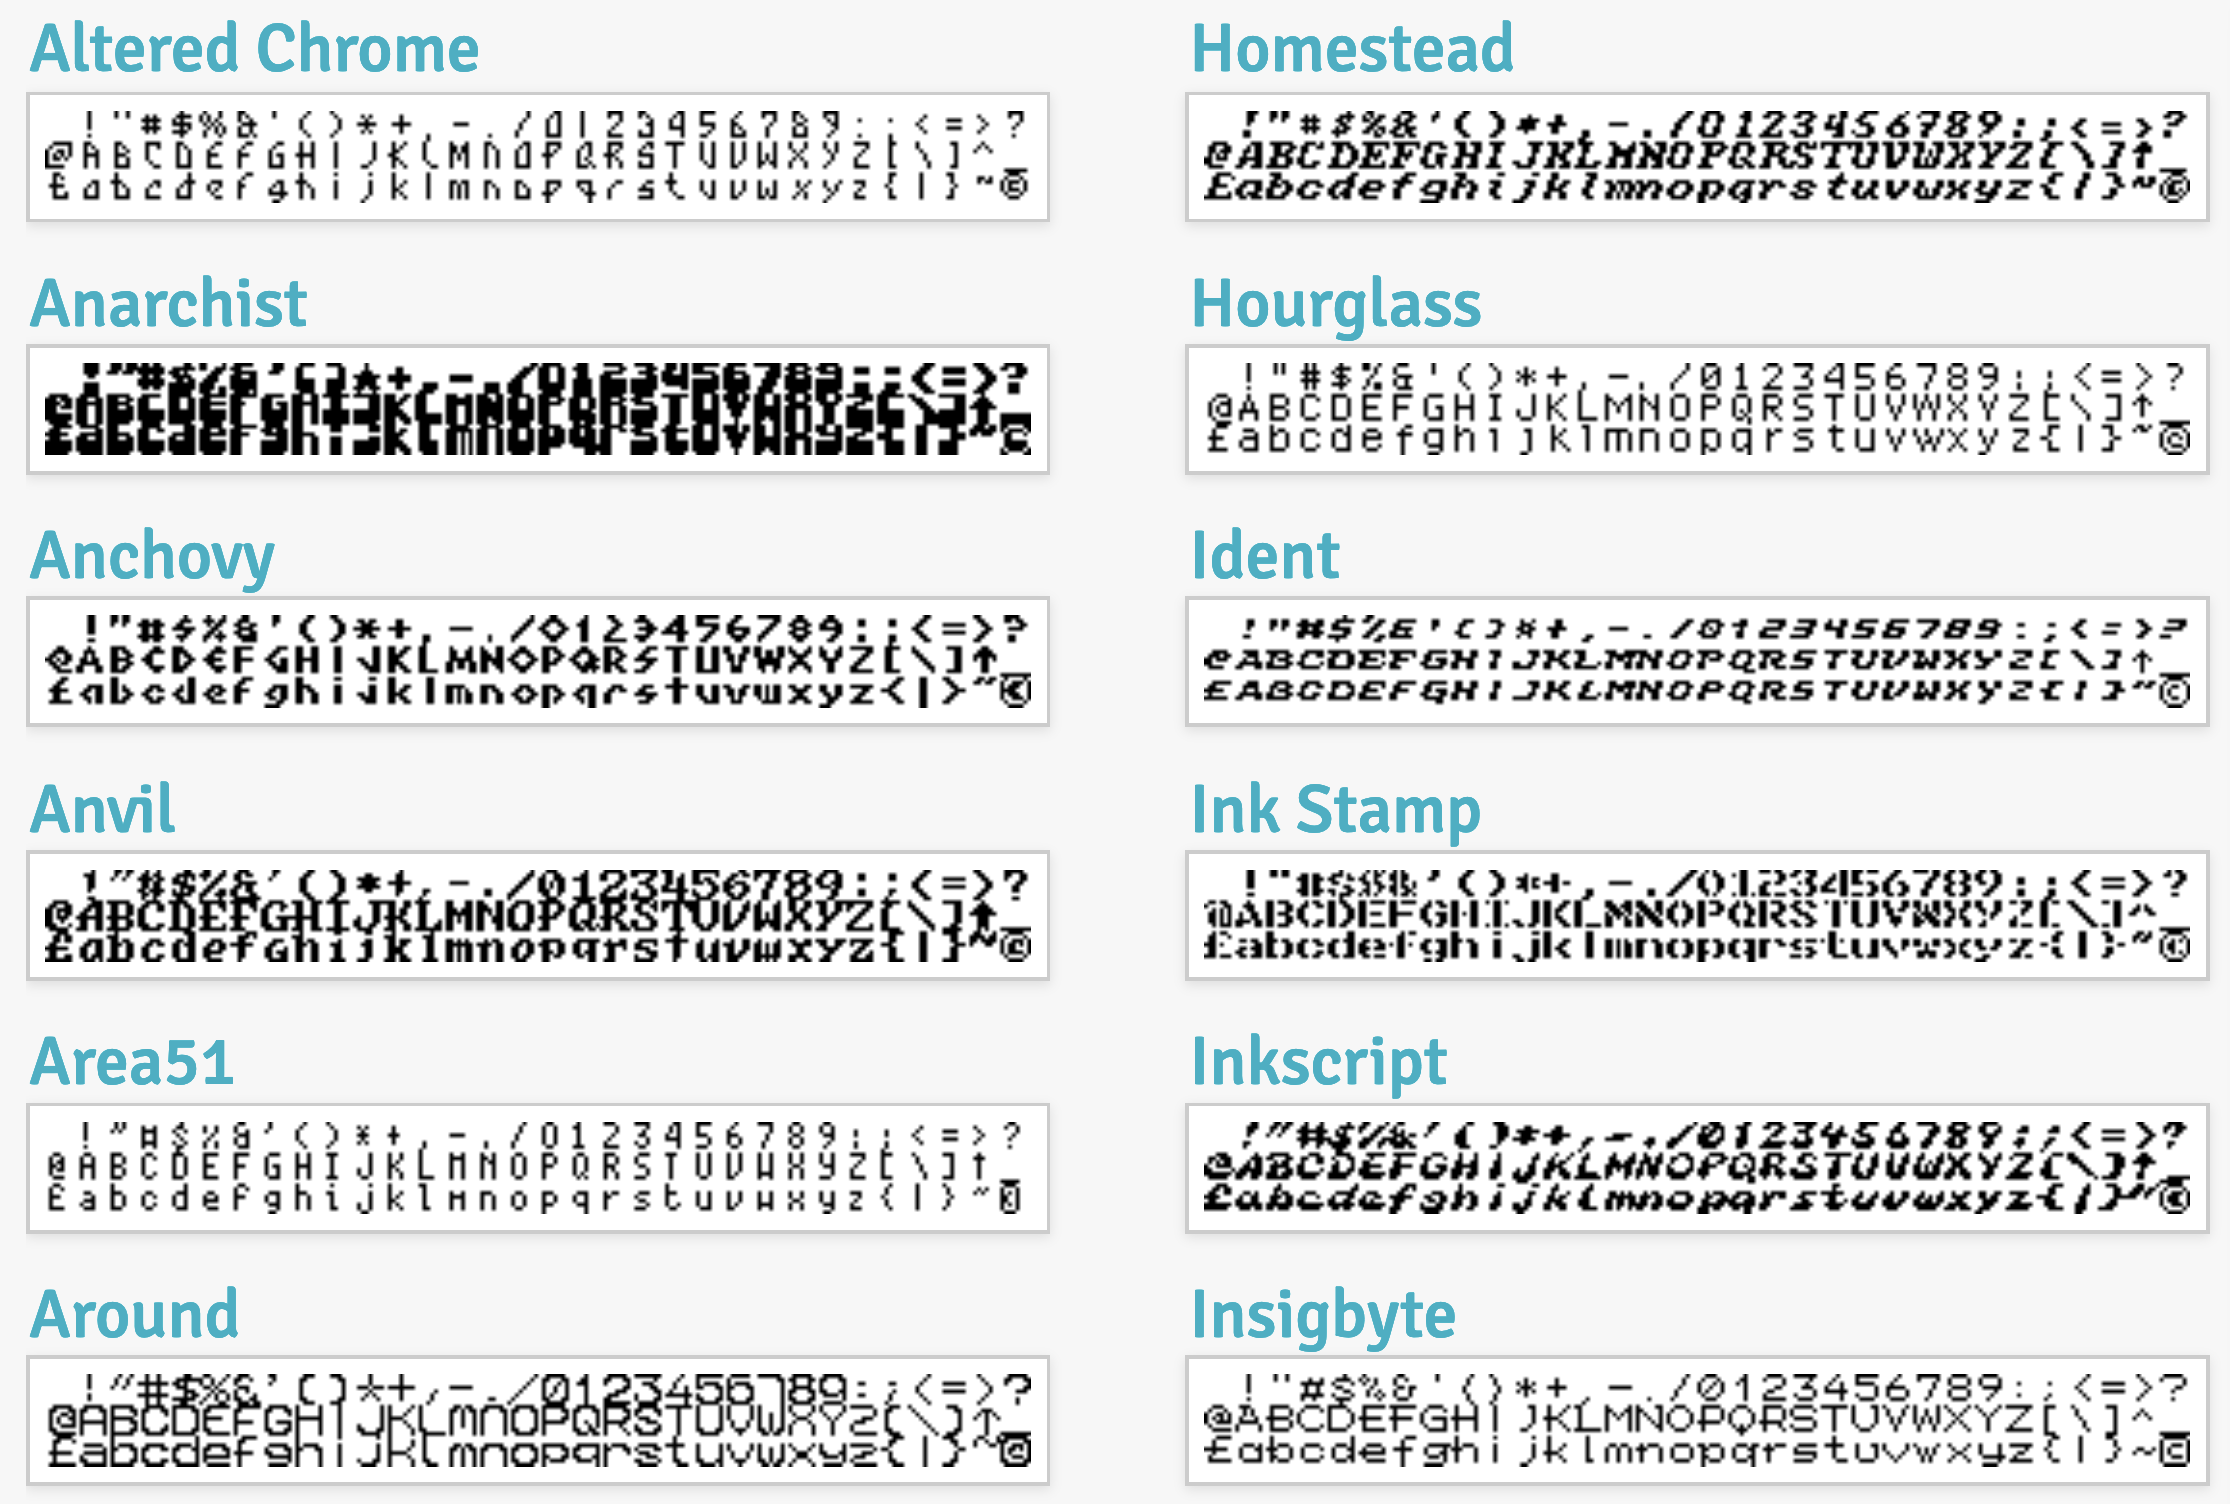 Altered Chrome
!"#$%&'()*+,-./0123456789:;<=>?
@ABCDEFGHIJKLMNOPQRSTUVWXYZ[\]^_
£abcdefghijklmnopqrstuvwxyz{|}~©
Anarchist
!"#$%&'()*+,-./0123456789:;<=>?
@ABCDEFGHIJKLMNOPQRSTUVWXYZ[\]↑_
£abcdefghijklmnopqrstuvwxyz{|}~©
Anchovy
!"#$%&'()*+,-./0123456789:;<=>?
@ABCDEFGHIJKLMNOPQRSTUVWXYZ[\]↑_
£abcdefghijklmnopqrstuvwxyz{|}~©
Anvil
!"#$%&'()*+,-./0123456789:;<=>?
@ABCDEFGHIJKLMNOPQRSTUVWXYZ[\]↑_
£abcdefghijklmnopqrstuvwxyz{|}~©
Area51
!"#$%&'()*+,-./0123456789:;<=>?
@ABCDEFGHIJKLMNOPQRSTUVWXYZ[\]↑_
£abcdefghijklmnopqrstuvwxyz{|}~©
Around
!"#$%&'()*+,-./0123456789:;<=>?
@ABCDEFGHIJKLMNOPQRSTUVWXYZ[\]↑_
£abcdefghijklmnopqrstuvwxyz{|}~©
Homestead
!"#$%&'()*+,-./0123456789:;<=>?
@ABCDEFGHIJKLMNOPQRSTUVWXYZ[\]↑_
£abcdefghijklmnopqrstuvwxyz{|}~©
Hourglass
!"#$%&'()*+,-./0123456789:;<=>?
@ABCDEFGHIJKLMNOPQRSTUVWXYZ[\]↑_
£abcdefghijklmnopqrstuvwxyz{|}~©
Ident
!"#$%&'()*+,-./0123456789:;<=>?
@ABCDEFGHIJKLMNOPQRSTUVWXYZ[\]↑_
£ABCDEFGHIJKLMNOPQRSTUVWXYZ{|}~©
Ink Stamp
!"#$%&'()*+,-./0123456789:;<=>?
@ABCDEFGHIJKLMNOPQRSTUVWXYZ[\]^_
£abcdefghijklmnopqrstuvwxyz{|}~©
Inkscript
!"#$%&'()*+,-./0123456789:;<=>?
@ABCDEFGHIJKLMNOPQRSTUVWXYZ[\]↑_
£abcdefghijklmnopqrstuvwxyz{|}~©
Insigbyte
!"#$%&'()*+,-./0123456789:;<=>?
@ABCDEFGHIJKLMNOPQRSTUVWXYZ[\]^_
£abcdefghijklmnopqrstuvwxyz{|}~©